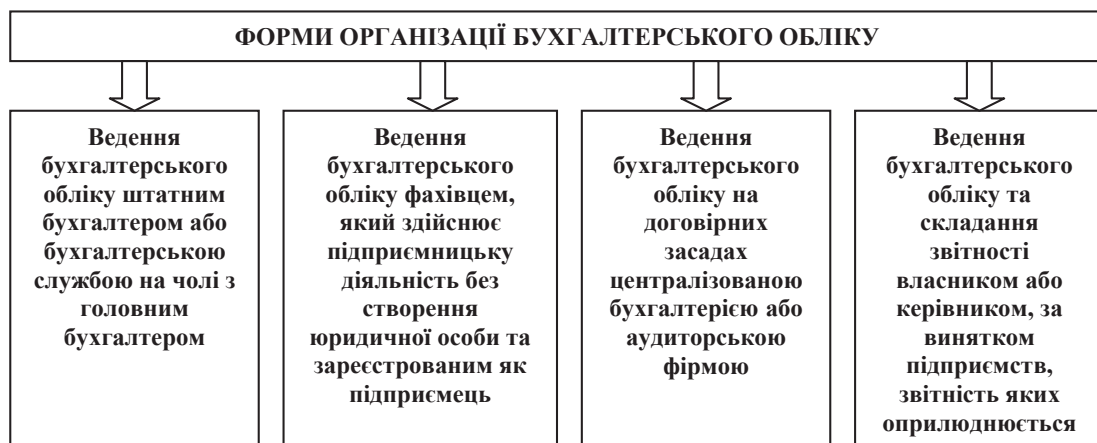 ФОРМИ ОРГАНІЗАЦІЇ БУХГАЛТЕРСЬКОГО ОБЛІКУ
Ведення
бухгалтерського
обліку штатним
бухгалтером або
бухгалтерською
службою на чолі з
головним
бухгалтером
Ведення
бухгалтерського
обліку фахівцем,
який здійснює
підприємницьку
діяльність без
створення
юридичної особи та
зареєстрованим як
підприємець
Ведення
бухгалтерського
обліку на
договірних
засадах
централізованою
бухгалтерією або
аудиторською
фірмою
Ведення
бухгалтерського
обліку та
складання
звітності
власником або
керівником, за
винятком
підприємств,
звітність яких
оприлюднюється